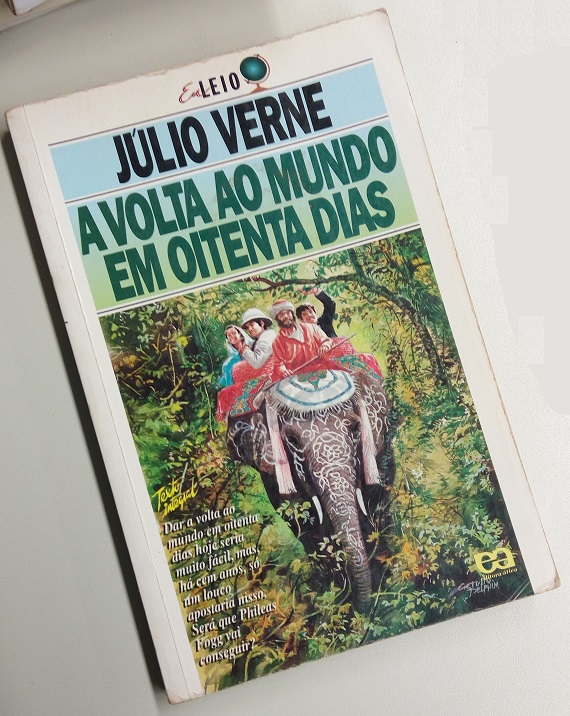 Eu LEIO
JÚLIO VERNE
A VOLTA AO MUNDO
EM OITENTA DIAS
Texto
integral
Dar a volta ao
mundo em oitenta
dias hoje seria
muito fácil, mas,
há cem anos, só
um louco
apostaria nisso.
Será que Phileas
Fogg vai
conseguir?
ea
editora ática